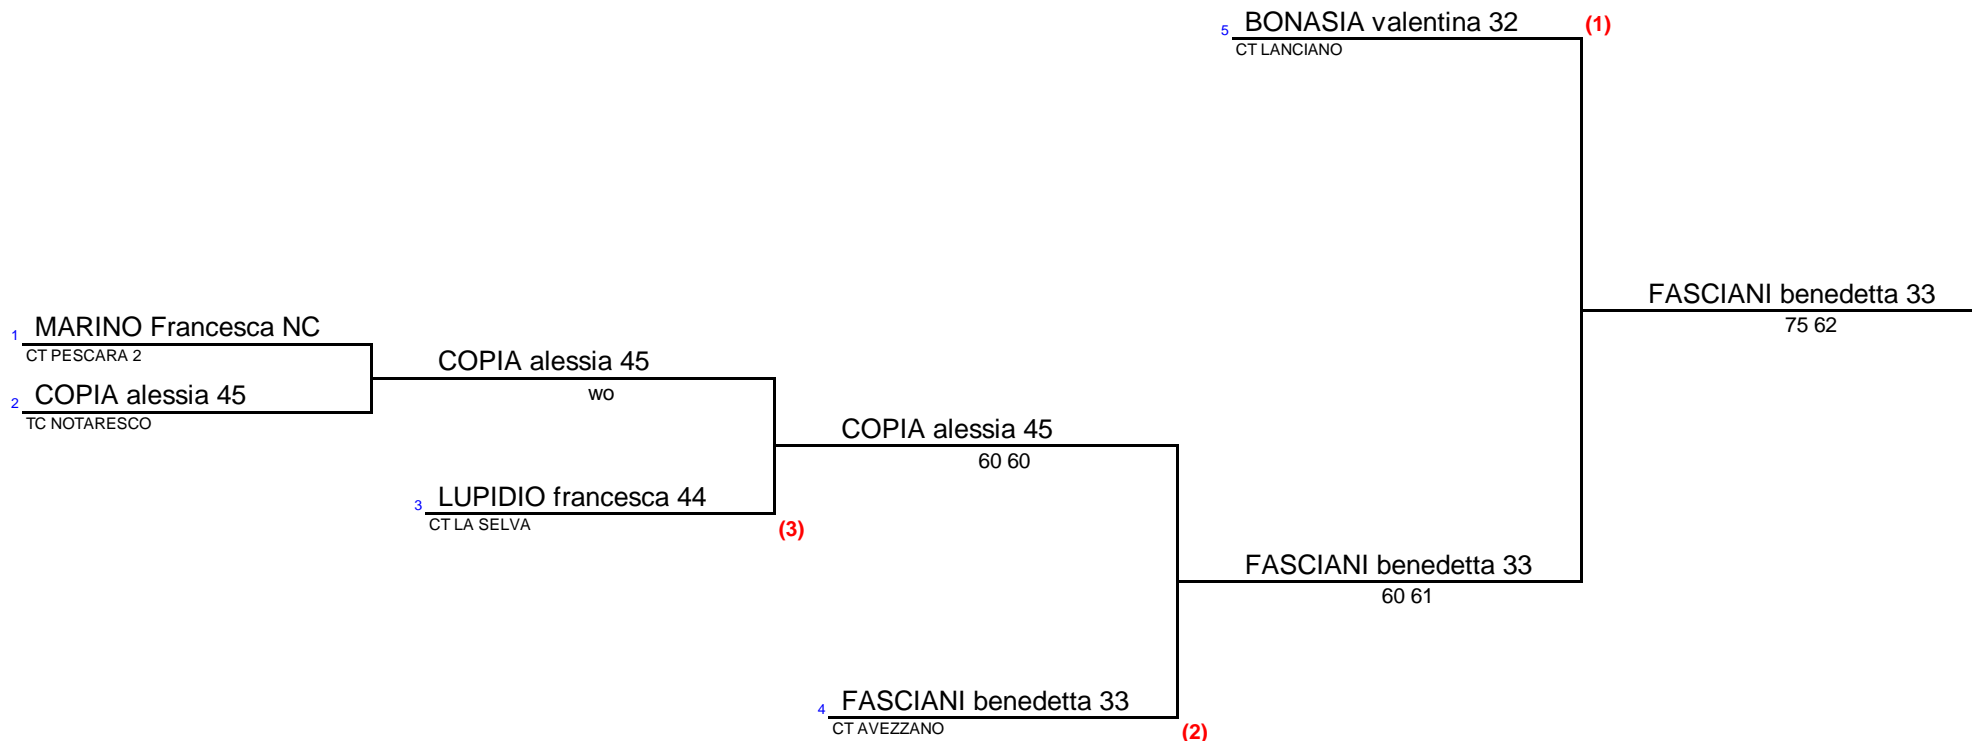 5 BONASIA valentina 32 (1)
CT LANCIANO
FASCIANI benedetta 33
75 62
1 MARINO Francesca NC
CT PESCARA 2
COPIA alessia 45
wo
2 COPIA alessia 45
TC NOTARESCO
COPIA alessia 45
60 60
3 LUPIDIO francesca 44
CT LA SELVA
(3)
FASCIANI benedetta 33
60 61
4 FASCIANI benedetta 33
CT AVEZZANO
(2)